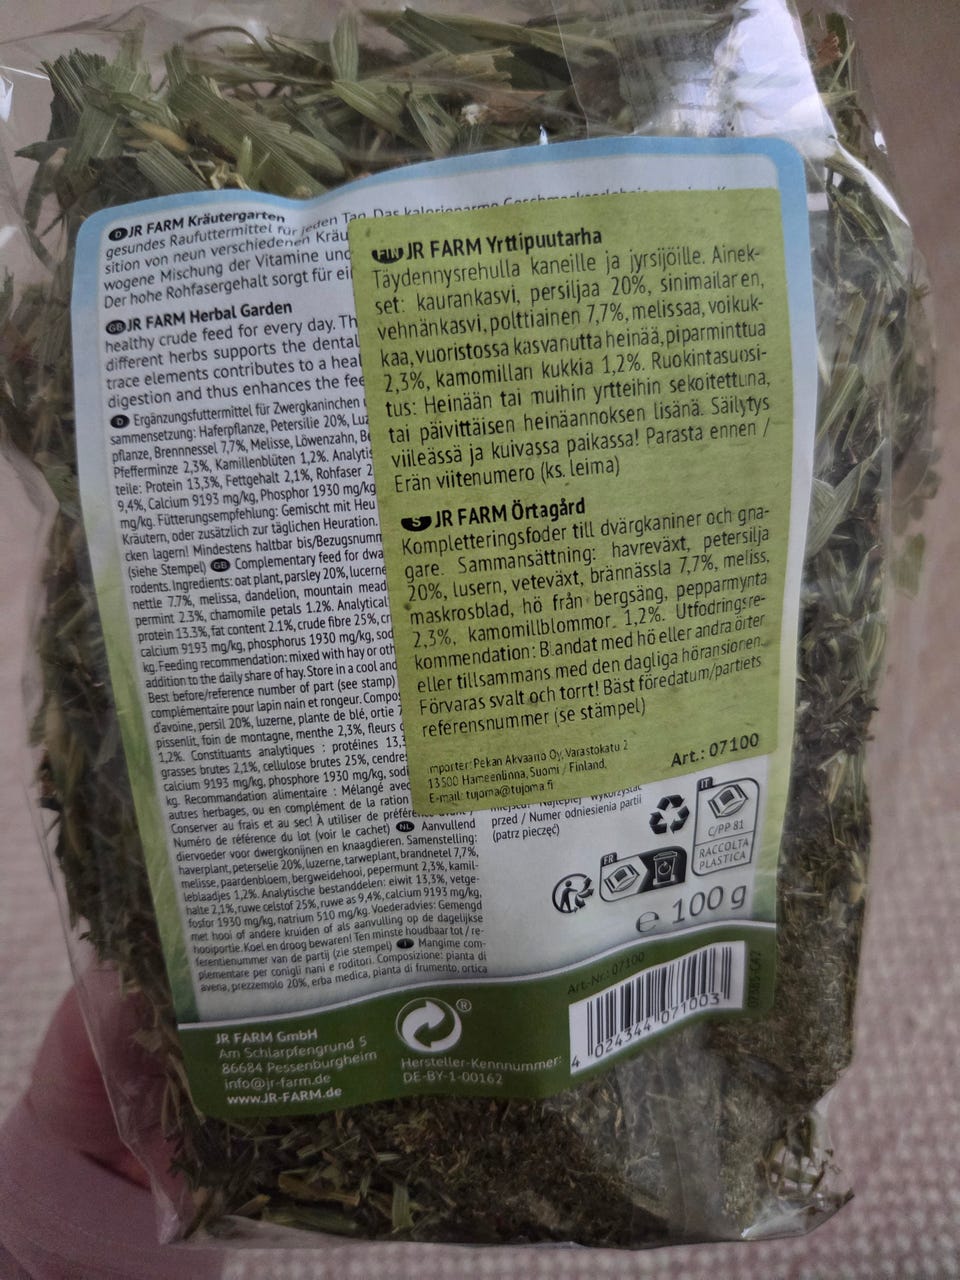 D JR FARM Kräutergarten
gesundes Raufuttermittel für jeden Tag. Das kalorienarme
sition von neun verschiedenen Kräu
wogene Mischung der Vitamine und
Der hohe Rohfasergehalt sorgt für ei
GB JR FARM Herbal Garden
healthy crude feed for every day. Th
different herbs supports the dental
trace elements contributes to a heal
digestion and thus enhances the fee
D Ergänzungsfuttermittel für Zwergkaninchen
sammensetzung: Haferpflanze, Petersilie 20%, Luz
pflanze, Brennnessel 7,7%, Melisse, Löwenzahn, Be
Pfefferminze 2,3%, Kamillenblüten 1,2%. Analytis
teile: Protein 13,3%, Fettgehalt 2,1%, Rohfaser 2
9,4%, Calcium 9193 mg/kg, Phosphor 1930 mg/kg
mg/kg. Fütterungsempfehlung: Gemischt mit Heu
Kräutern, oder zusätzlich zur täglichen Heuration.
cken lagern! Mindestens haltbar bis/Bezugsnumm
(siehe Stempel) GB Complementary feed for dwa
rodents. Ingredients: oat plant, parsley 20%, lucerne
nettle 7.7%, melissa, dandelion, mountain mead
permint 2.3%, chamomile petals 1.2%. Analytical
protein 13.3%, fat content 2.1%, crude fibre 25%, cr
calcium 9193 mg/kg, phosphorus 1930 mg/kg, sod
kg. Feeding recommendation: mixed with hay or oth
addition to the daily share of hay. Store in a cool and
Best before/reference number of part (see stamp)
complémentaire pour lapin nain et rongeur. Compos
d'avoine, persil 20%, luzerne, plante de blé, ortie 7
pissenlit, foin de montagne, menthe 2,3%, fleurs
1,2%. Constituants analytiques : protéines 13,3
grasses brutes 2,1%, cellulose brutes 25%, cendres
calcium 9193 mg/kg, phosphore 1930 mg/kg, sodi
kg. Recommandation alimentaire : Mélangé avec
autres herbages, ou en complément de la ration
Conserver au frais et au sec! À utiliser de préfére
Numéro de référence du lot (voir le cachet) NL Aanvullend
diervoeder voor dwergkonijnen en knaagdieren. Samenstelling:
haverplant, peterselie 20%, luzerne, tarweplant, brandnetel 7,7%,
melisse, paardenbloem, bergweidehooi, pepermunt 2,3%, kamil-
leblaadjes 1,2%. Analytische bestanddelen: eiwit 13,3%, vetge-
halte 2,1%, ruwe celstof 25%, ruwe as 9,4%, calcium 9193 mg/kg,
fosfor 1930 mg/kg, natrium 510 mg/kg. Voederadvies: Gemengd
met hooi of andere kruiden of als aanvulling op de dagelijkse
hooiportie. Koel en droog bewaren! Ten minste houdbaar tot / re-
ferentienummer van de partij (zie stempel) I Mangime com-
plementare per conigli nani e roditori. Composizione: pianta di
avena, prezzemolo 20%, erba medica, pianta di frumento, ortica
FIN JR FARM Yrttipuutarha
Täydennysrehulla kaneille ja jyrsijöille. Ainek-
set: kaurankasvi, persiljaa 20%, sinimailaren,
vehnänkasvi, polttiainen 7,7%, melissaa, voikuk-
kaa, vuoristossa kasvanutta heinää, piparminttua
2,3%, kamomillan kukkia 1,2%. Ruokintasuosi-
tus: Heinään tai muihin yrtteihin sekoitettuna,
tai päivittäisen heinäannoksen lisänä. Säilytys
viileässä ja kuivassa paikassa! Parasta ennen /
Erän viitenumero (ks. leima)
S JR FARM Örtagård
Kompletteringsfoder till dvärgkaniner och gna-
gare. Sammansättning: havreväxt, petersilja
20%, lusern, veteväxt, brännässla 7,7%, meliss,
maskrosblad, hö från bergsäng, pepparmynta
2,3%, kamomillblommor 1,2%. Utfodringsre-
kommendation: Blandat med hö eller andra örter
eller tillsammans med den dagliga höransionen.
Förvaras svalt och torrt! Bäst föredatum/partiets
referensnummer (se stämpel)
Importer: Pekan Akvaario Oy, Varastokatu 2
13500 Hämeenlinna, Suomi / Finland,
E-mail: tujoma@tujoma.fi
Art.: 07100
miejscu! Najlepiej wykorzystać
przed / Numer odniesienia partii
(patrz pieczęć)
FR
IT
C/PP 81
RACCOLTA
PLASTICA
e 100 g
Art-Nr.: 07100
4 024344 071003
JR FARM GmbH
Am Schlarpfengrund 5
86684 Pessenburgheim
info@jr-farm.de
www.JR-FARM.de
®
Hersteller-Kennnummer:
DE-BY-1-00162